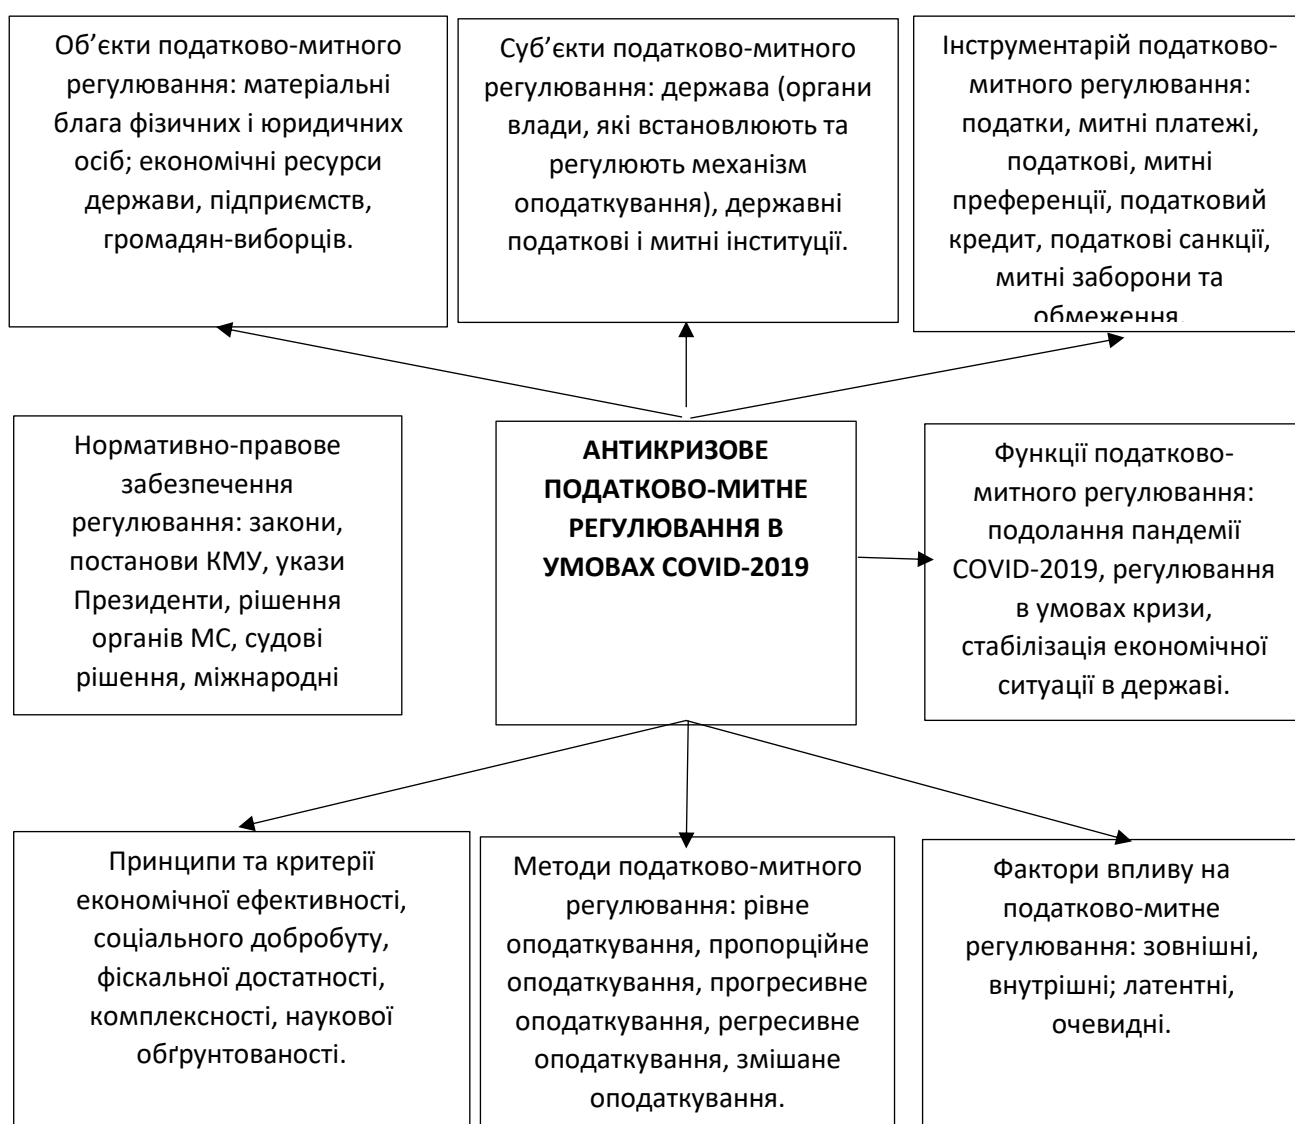 Об’єкти податково-митного
регулювання: матеріальні
блага фізичних і юридичних
осіб; економічні ресурси
держави, підприємств,
громадян-виборців.
Суб’єкти податково-митного
регулювання: держава (органи
влади, які встановлюють та
регулюють механізм
оподаткування), державні
податкові і митні інституції.
Інструментарій податково-
митного регулювання:
податки, митні платежі,
податкові, митні
преференції, податковий
кредит, податкові санкції,
митні заборони та
обмеження.
Нормативно-правове
забезпечення
регулювання: закони,
постанови КМУ, укази
Президенти, рішення
органів МС, судові
рішення, міжнародні
АНТИКРИЗОВЕ
ПОДАТКОВО-МИТНЕ
РЕГУЛЮВАННЯ В
УМОВАХ COVID-2019
Функції податково-
митного регулювання:
подолання пандемії
COVID-2019, регулювання
в умовах кризи,
стабілізація економічної
ситуації в державі.
Принципи та критерії
економічної ефективності,
соціального добробуту,
фіскальної достатності,
комплексності, наукової
обґрунтованості.
Методи податково-митного
регулювання: рівне
оподаткування, пропорційне
оподаткування, прогресивне
оподаткування, регресивне
оподаткування, змішане
оподаткування.
Фактори впливу на
податково-митне
регулювання: зовнішні,
внутрішні; латентні,
очевидні.